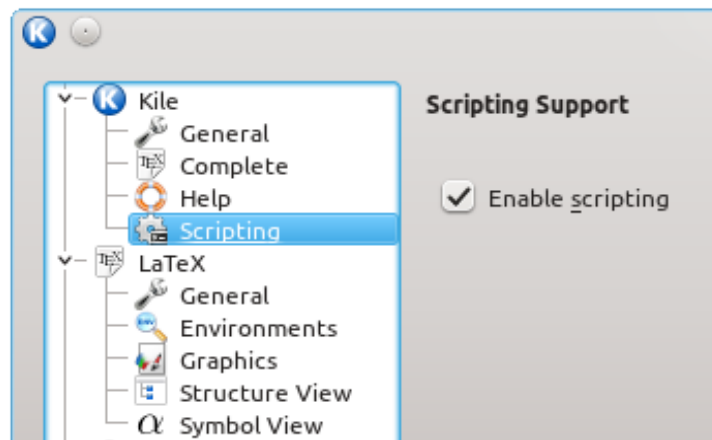 Kile
General
Complete
Help
Scripting
LaTeX
General
Environments
Graphics
Structure View
Symbol View
Scripting Support
Enable scripting